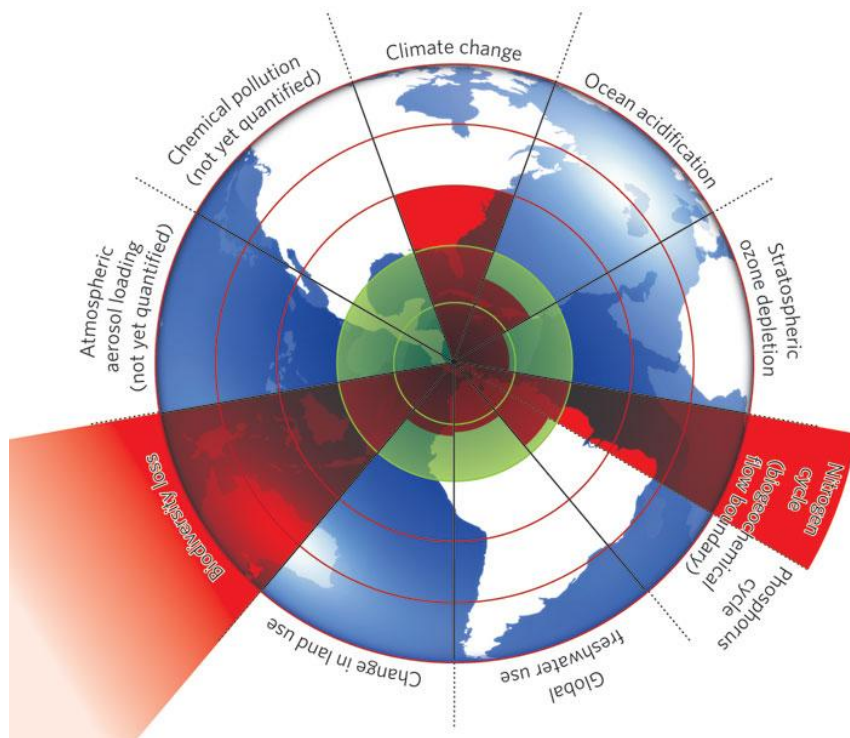 Climate change
Ocean acidification
Stratospheric
ozone depletion
Nitrogen
cycle
(biogeochemical
flow boundary)
Phosphorus
cycle
Global
freshwater use
Change in land use
Biodiversity loss
Atmospheric
aerosol loading
(not yet quantified)
Chemical pollution
(not yet quantified)